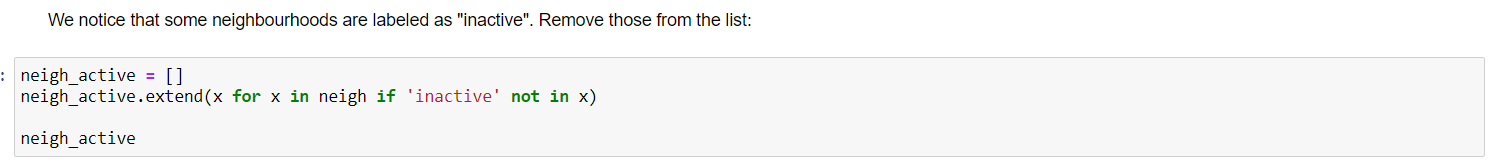 We notice that some neighbourhoods are labeled as "inactive". Remove those from the list:
:
neigh_active = []
neigh_active.extend(x for x in neigh if 'inactive' not in x)
neigh_active